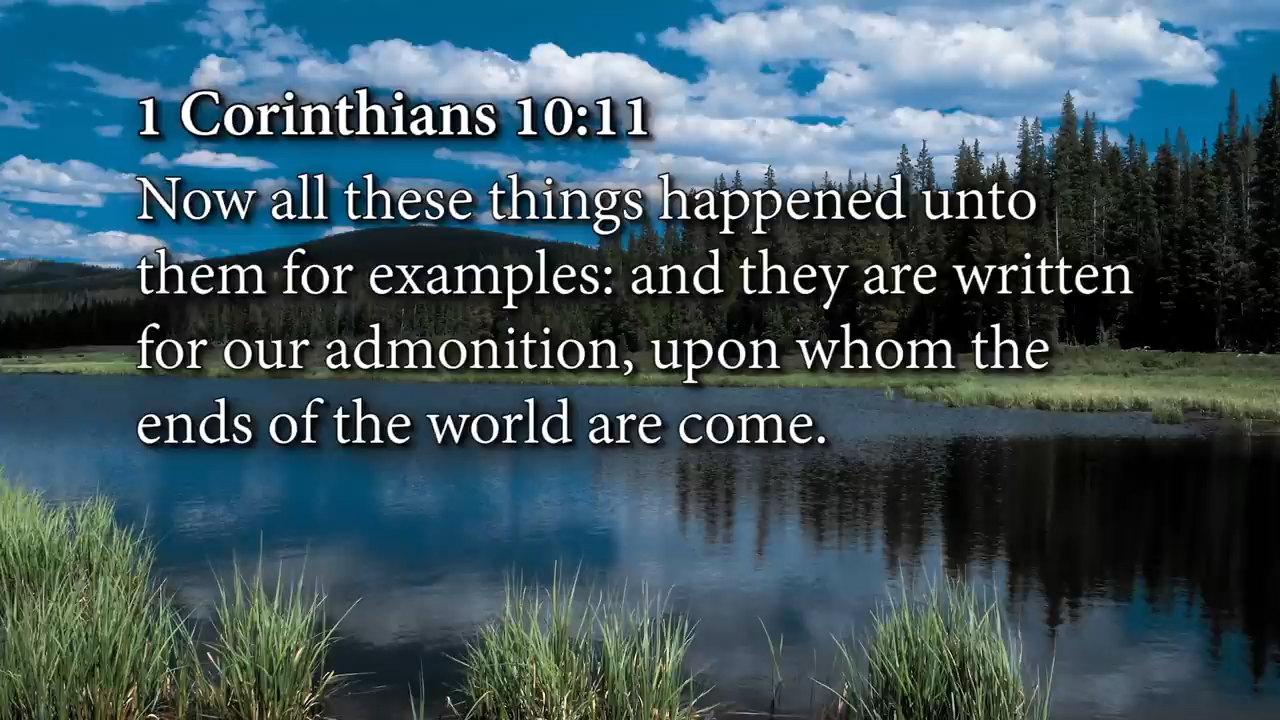 1 Corinthians 10:11
Now all these things happened unto
them for examples: and they are written
for our admonition, upon whom the
ends of the world are come.